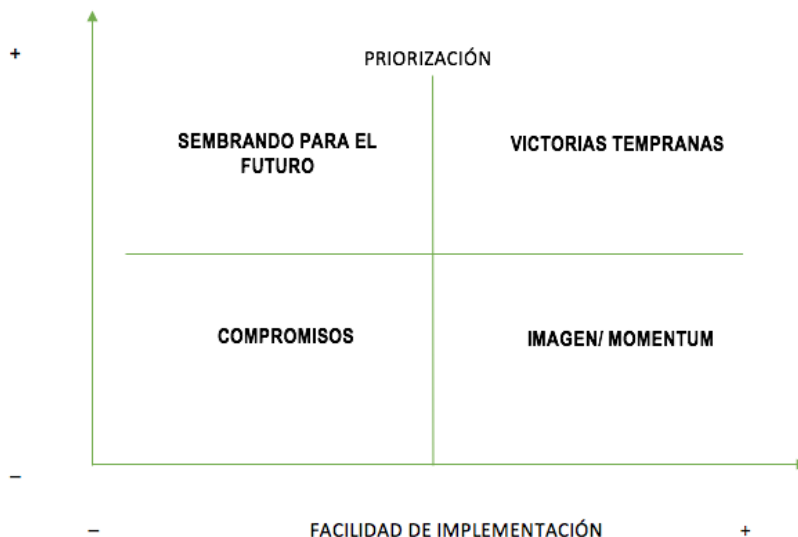 +
PRIORIZACIÓN
SEMBRANDO PARA EL
FUTURO
VICTORIAS TEMPRANAS
COMPROMISOS
IMAGEN/ MOMENTUM
–
– FACILIDAD DE IMPLEMENTACIÓN +